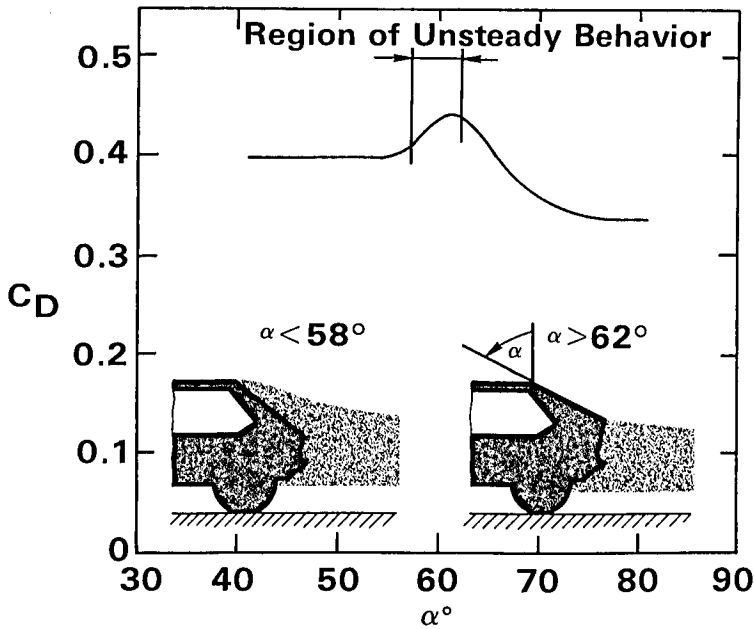 Region of Unsteady Behavior
0.5
0.4
0.3
C_D
0.2
0.1
0
α < 58°
α
α > 62°
30 40 50 60 70 80 90
α°